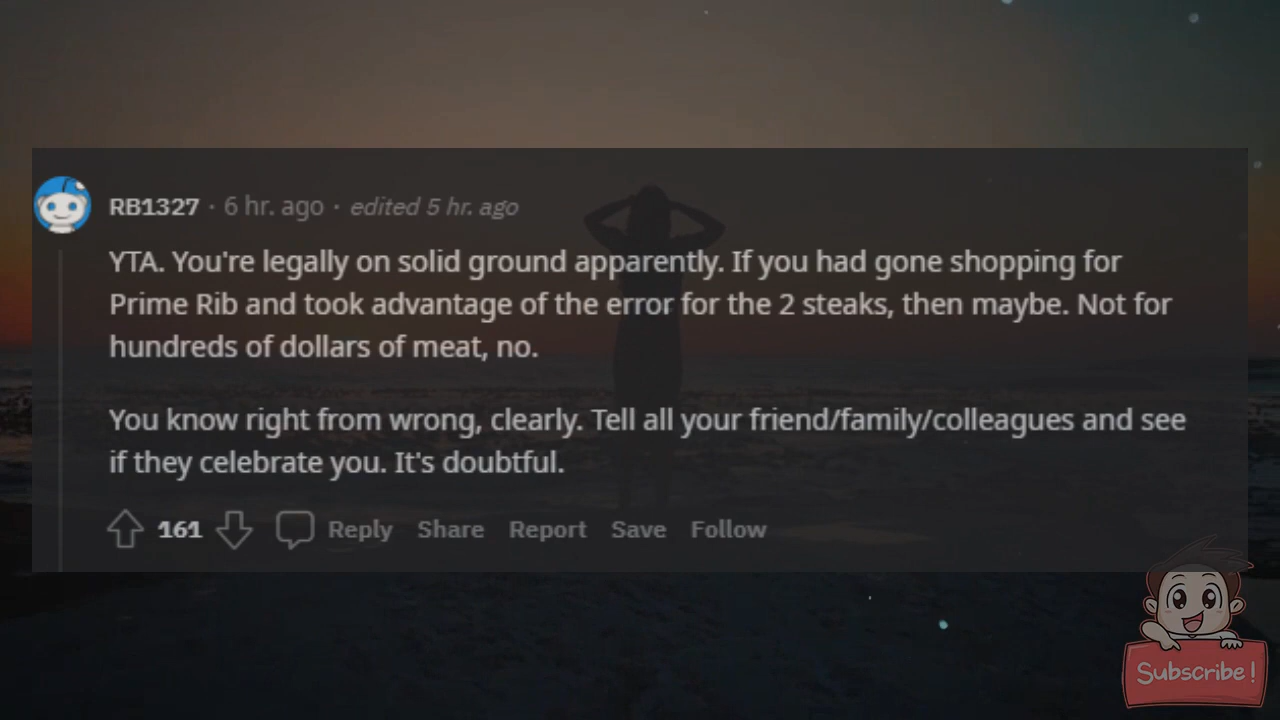 RB1327 · 6 hr. ago · edited 5 hr. ago
YTA. You're legally on solid ground apparently. If you had gone shopping for
Prime Rib and took advantage of the error for the 2 steaks, then maybe. Not for
hundreds of dollars of meat, no.
You know right from wrong, clearly. Tell all your friend/family/colleagues and see
if they celebrate you. It's doubtful.
161 Reply Share Report Save Follow
Subscribe!